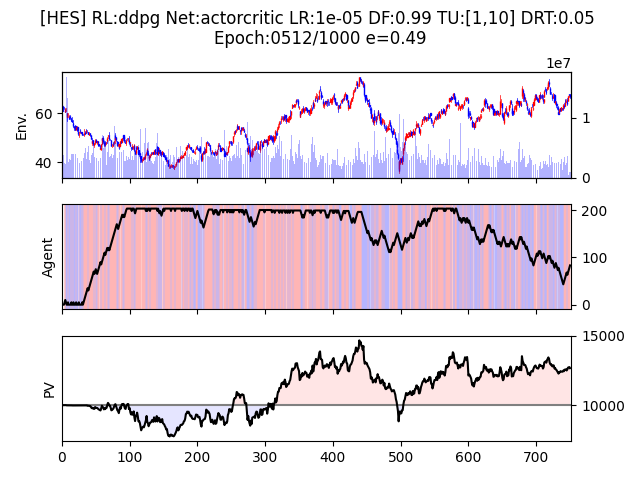 [HES] RL:ddpg Net:actorcritic LR:1e-05 DF:0.99 TU:[1,10] DRT:0.05
Epoch:0512/1000 e=0.49
1e7
Env.
60
40
1
0
Agent
200
100
0
PV
15000
10000
0 100 200 300 400 500 600 700